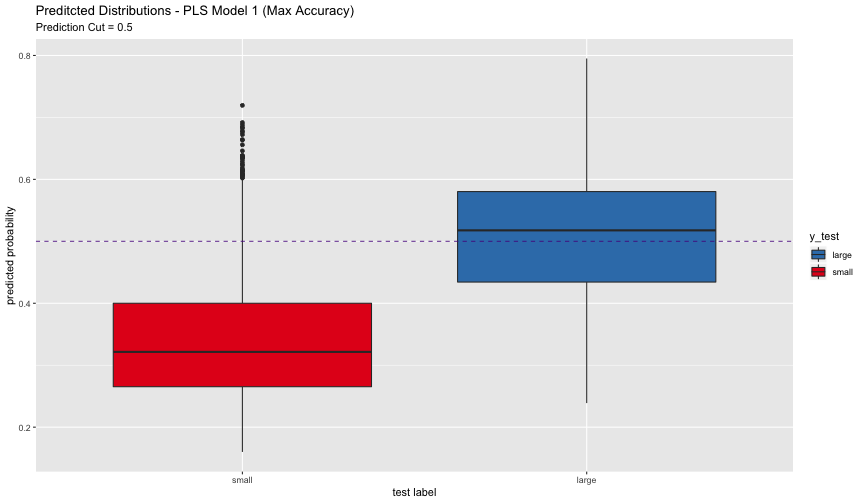 Preditcted Distributions - PLS Model 1 (Max Accuracy)
Prediction Cut = 0.5
0.8
0.6
0.4
0.2
predicted probability
small
large
test label
y_test
large
small